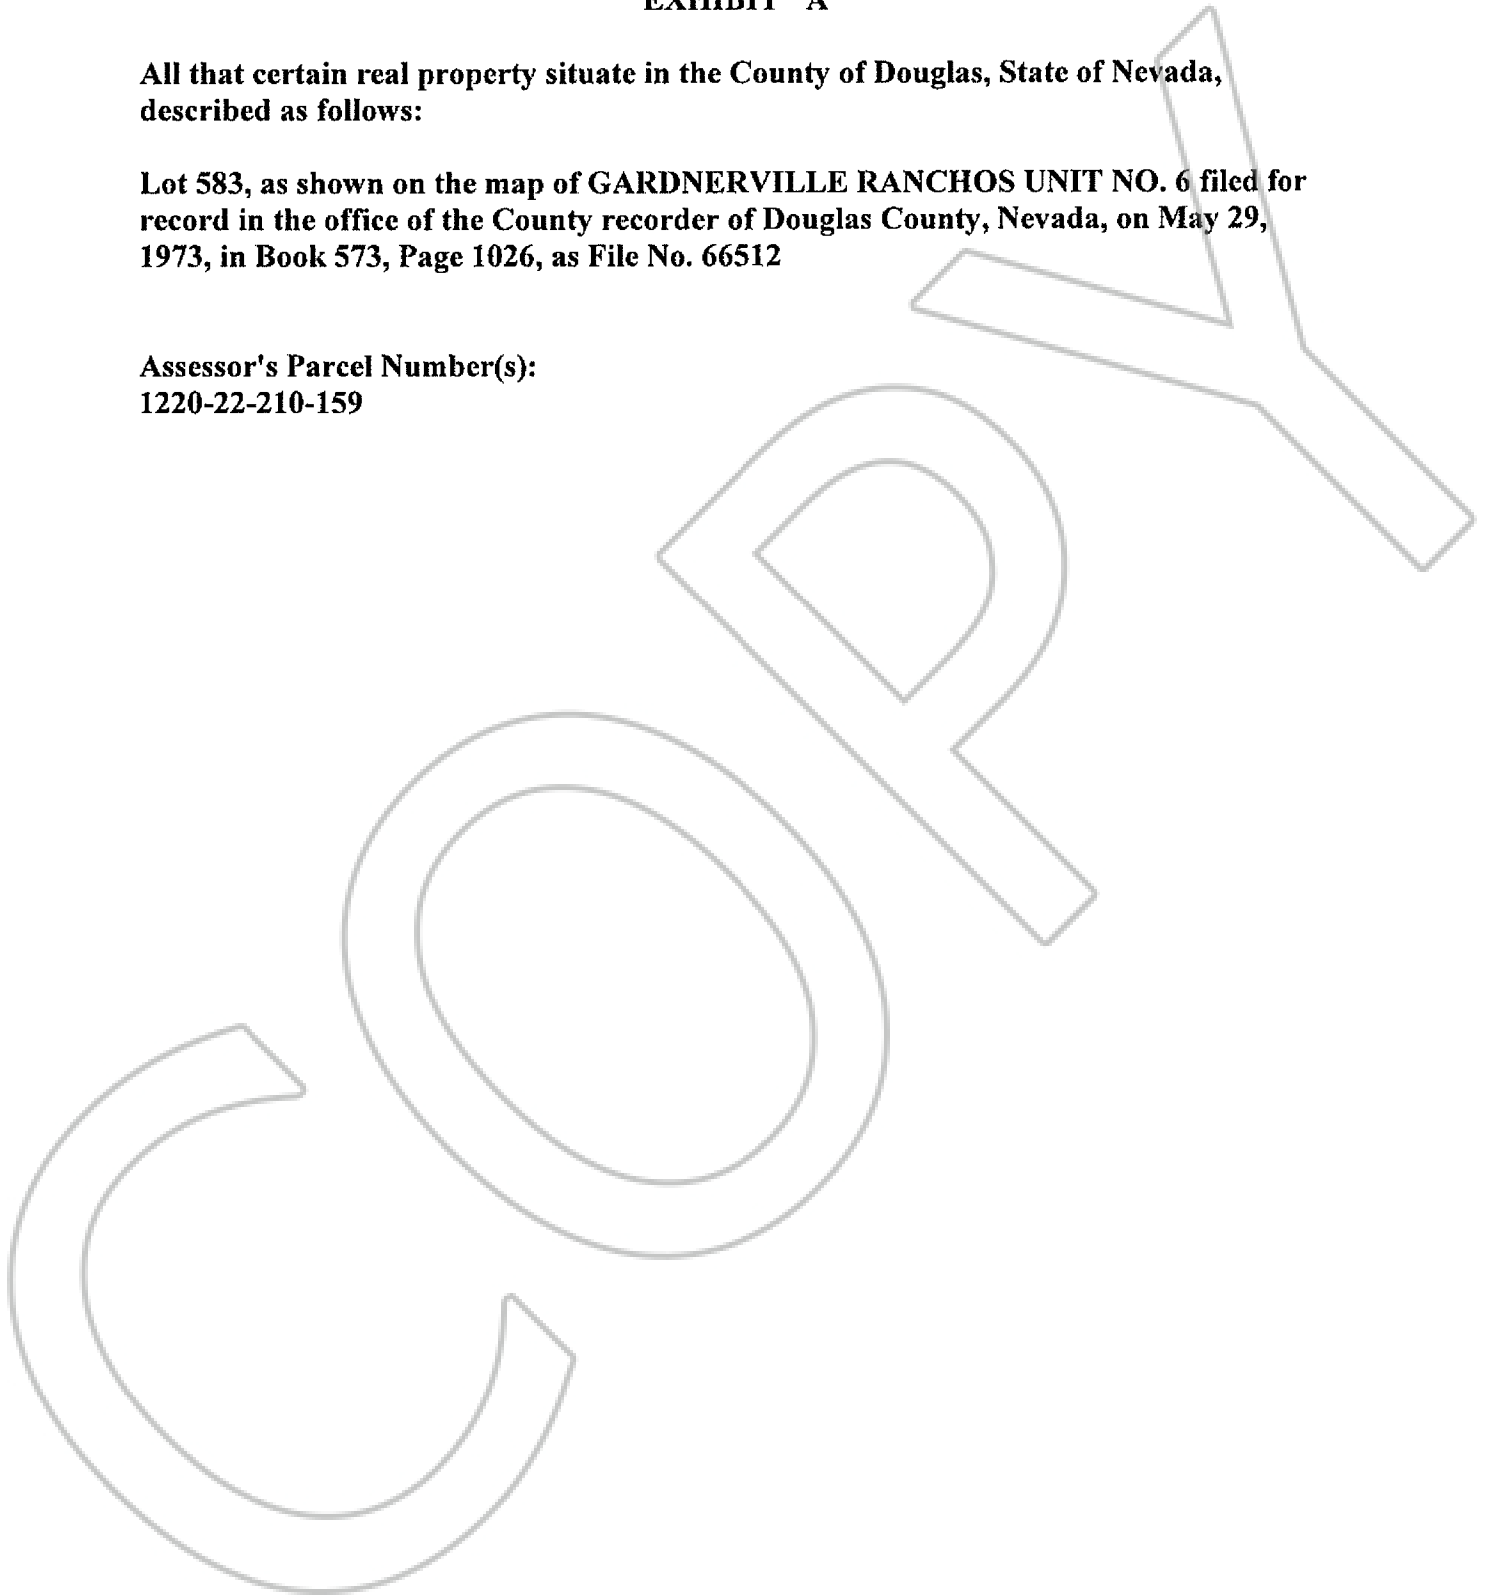 EXHIBIT "A"
All that certain real property situate in the County of Douglas, State of Nevada,
described as follows:
Lot 583, as shown on the map of GARDNERVILLE RANCHOS UNIT NO. 6 filed for
record in the office of the County recorder of Douglas County, Nevada, on May 29,
1973, in Book 573, Page 1026, as File No. 66512
Assessor's Parcel Number(s):
1220-22-210-159
COPY